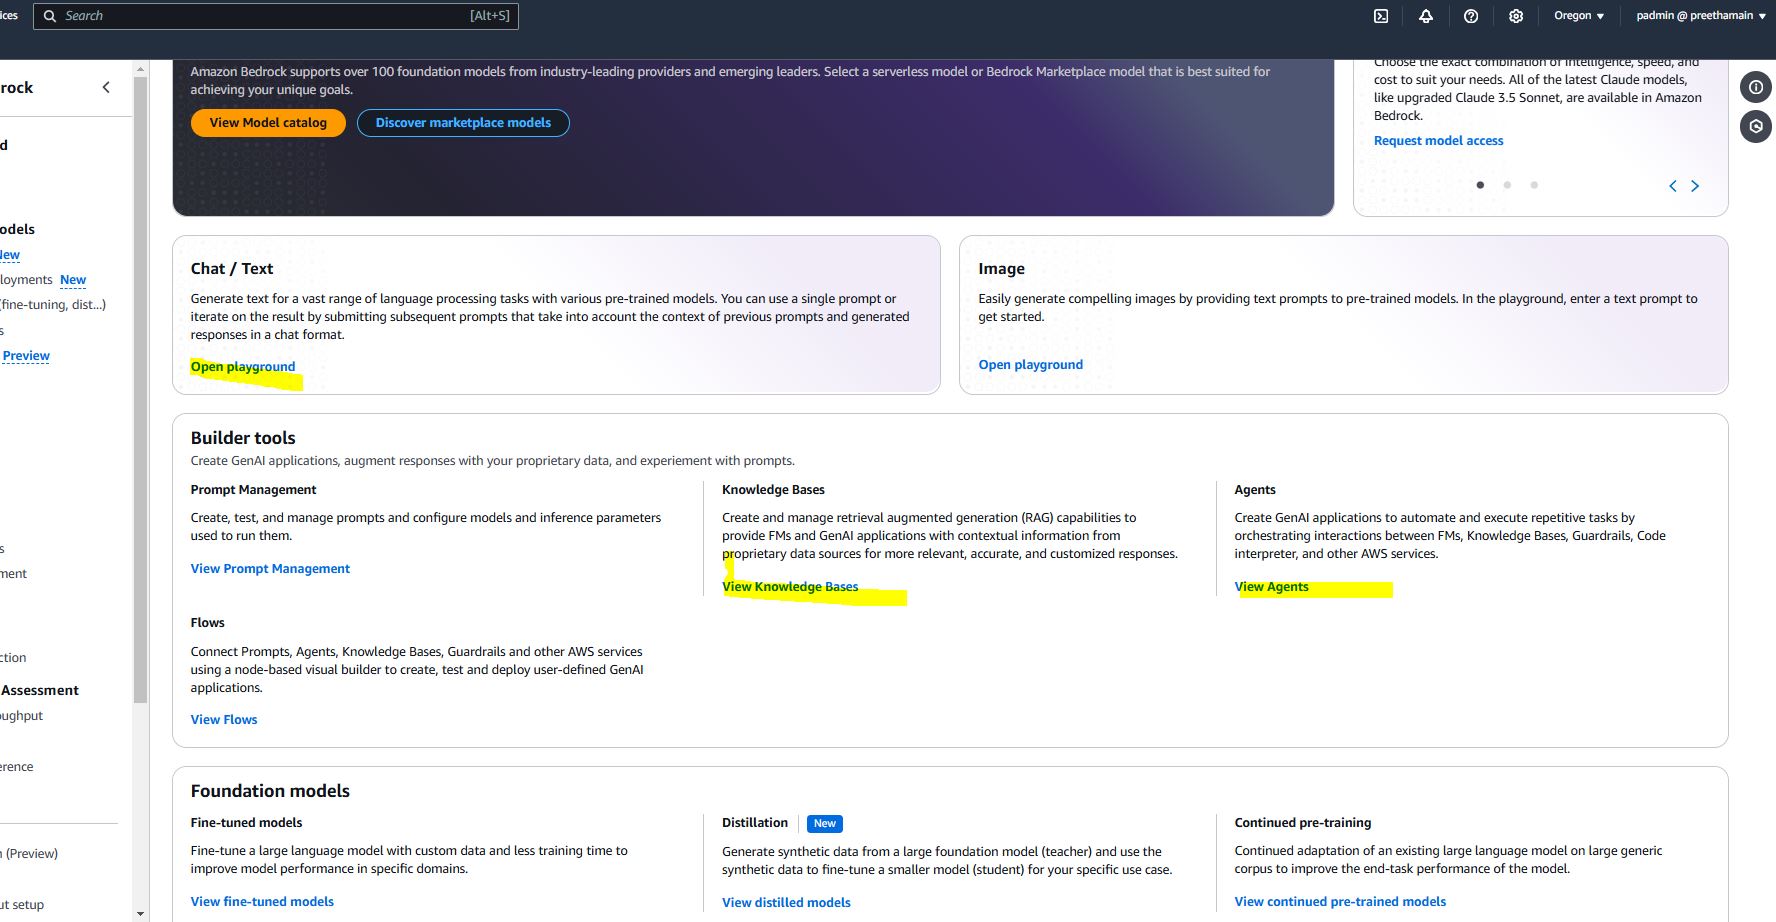 ices
Search
[Alt+S]
Oregon
padmin @ preethamain
rock
d
odels
New
loyments New
(fine-tuning, dist...)
s
Preview
s
ment
ction
Assessment
oughput
erence
n (Preview)
ut setup
Amazon Bedrock supports over 100 foundation models from industry-leading providers and emerging leaders. Select a serverless model or Bedrock Marketplace model that is best suited for
achieving your unique goals.
View Model catalog
Discover marketplace models
Choose the exact combination of intelligence, speed, and
cost to suit your needs. All of the latest Claude models,
like upgraded Claude 3.5 Sonnet, are available in Amazon
Bedrock.
Request model access
Chat / Text
Generate text for a vast range of language processing tasks with various pre-trained models. You can use a single prompt or
iterate on the result by submitting subsequent prompts that take into account the context of previous prompts and generated
responses in a chat format.
Open playground
Image
Easily generate compelling images by providing text prompts to pre-trained models. In the playground, enter a text prompt to
get started.
Open playground
Builder tools
Create GenAI applications, augment responses with your proprietary data, and experiement with prompts.
Prompt Management
Create, test, and manage prompts and configure models and inference parameters
used to run them.
View Prompt Management
Knowledge Bases
Create and manage retrieval augmented generation (RAG) capabilities to
provide FMs and GenAI applications with contextual information from
proprietary data sources for more relevant, accurate, and customized responses.
View Knowledge Bases
Agents
Create GenAI applications to automate and execute repetitive tasks by
orchestrating interactions between FMs, Knowledge Bases, Guardrails, Code
interpreter, and other AWS services.
View Agents
Flows
Connect Prompts, Agents, Knowledge Bases, Guardrails and other AWS services
using a node-based visual builder to create, test and deploy user-defined GenAI
applications.
View Flows
Foundation models
Fine-tuned models
Fine-tune a large language model with custom data and less training time to
improve model performance in specific domains.
View fine-tuned models
Distillation New
Generate synthetic data from a large foundation model (teacher) and use the
synthetic data to fine-tune a smaller model (student) for your specific use case.
View distilled models
Continued pre-training
Continued adaptation of an existing large language model on large generic
corpus to improve the end-task performance of the model.
View continued pre-trained models